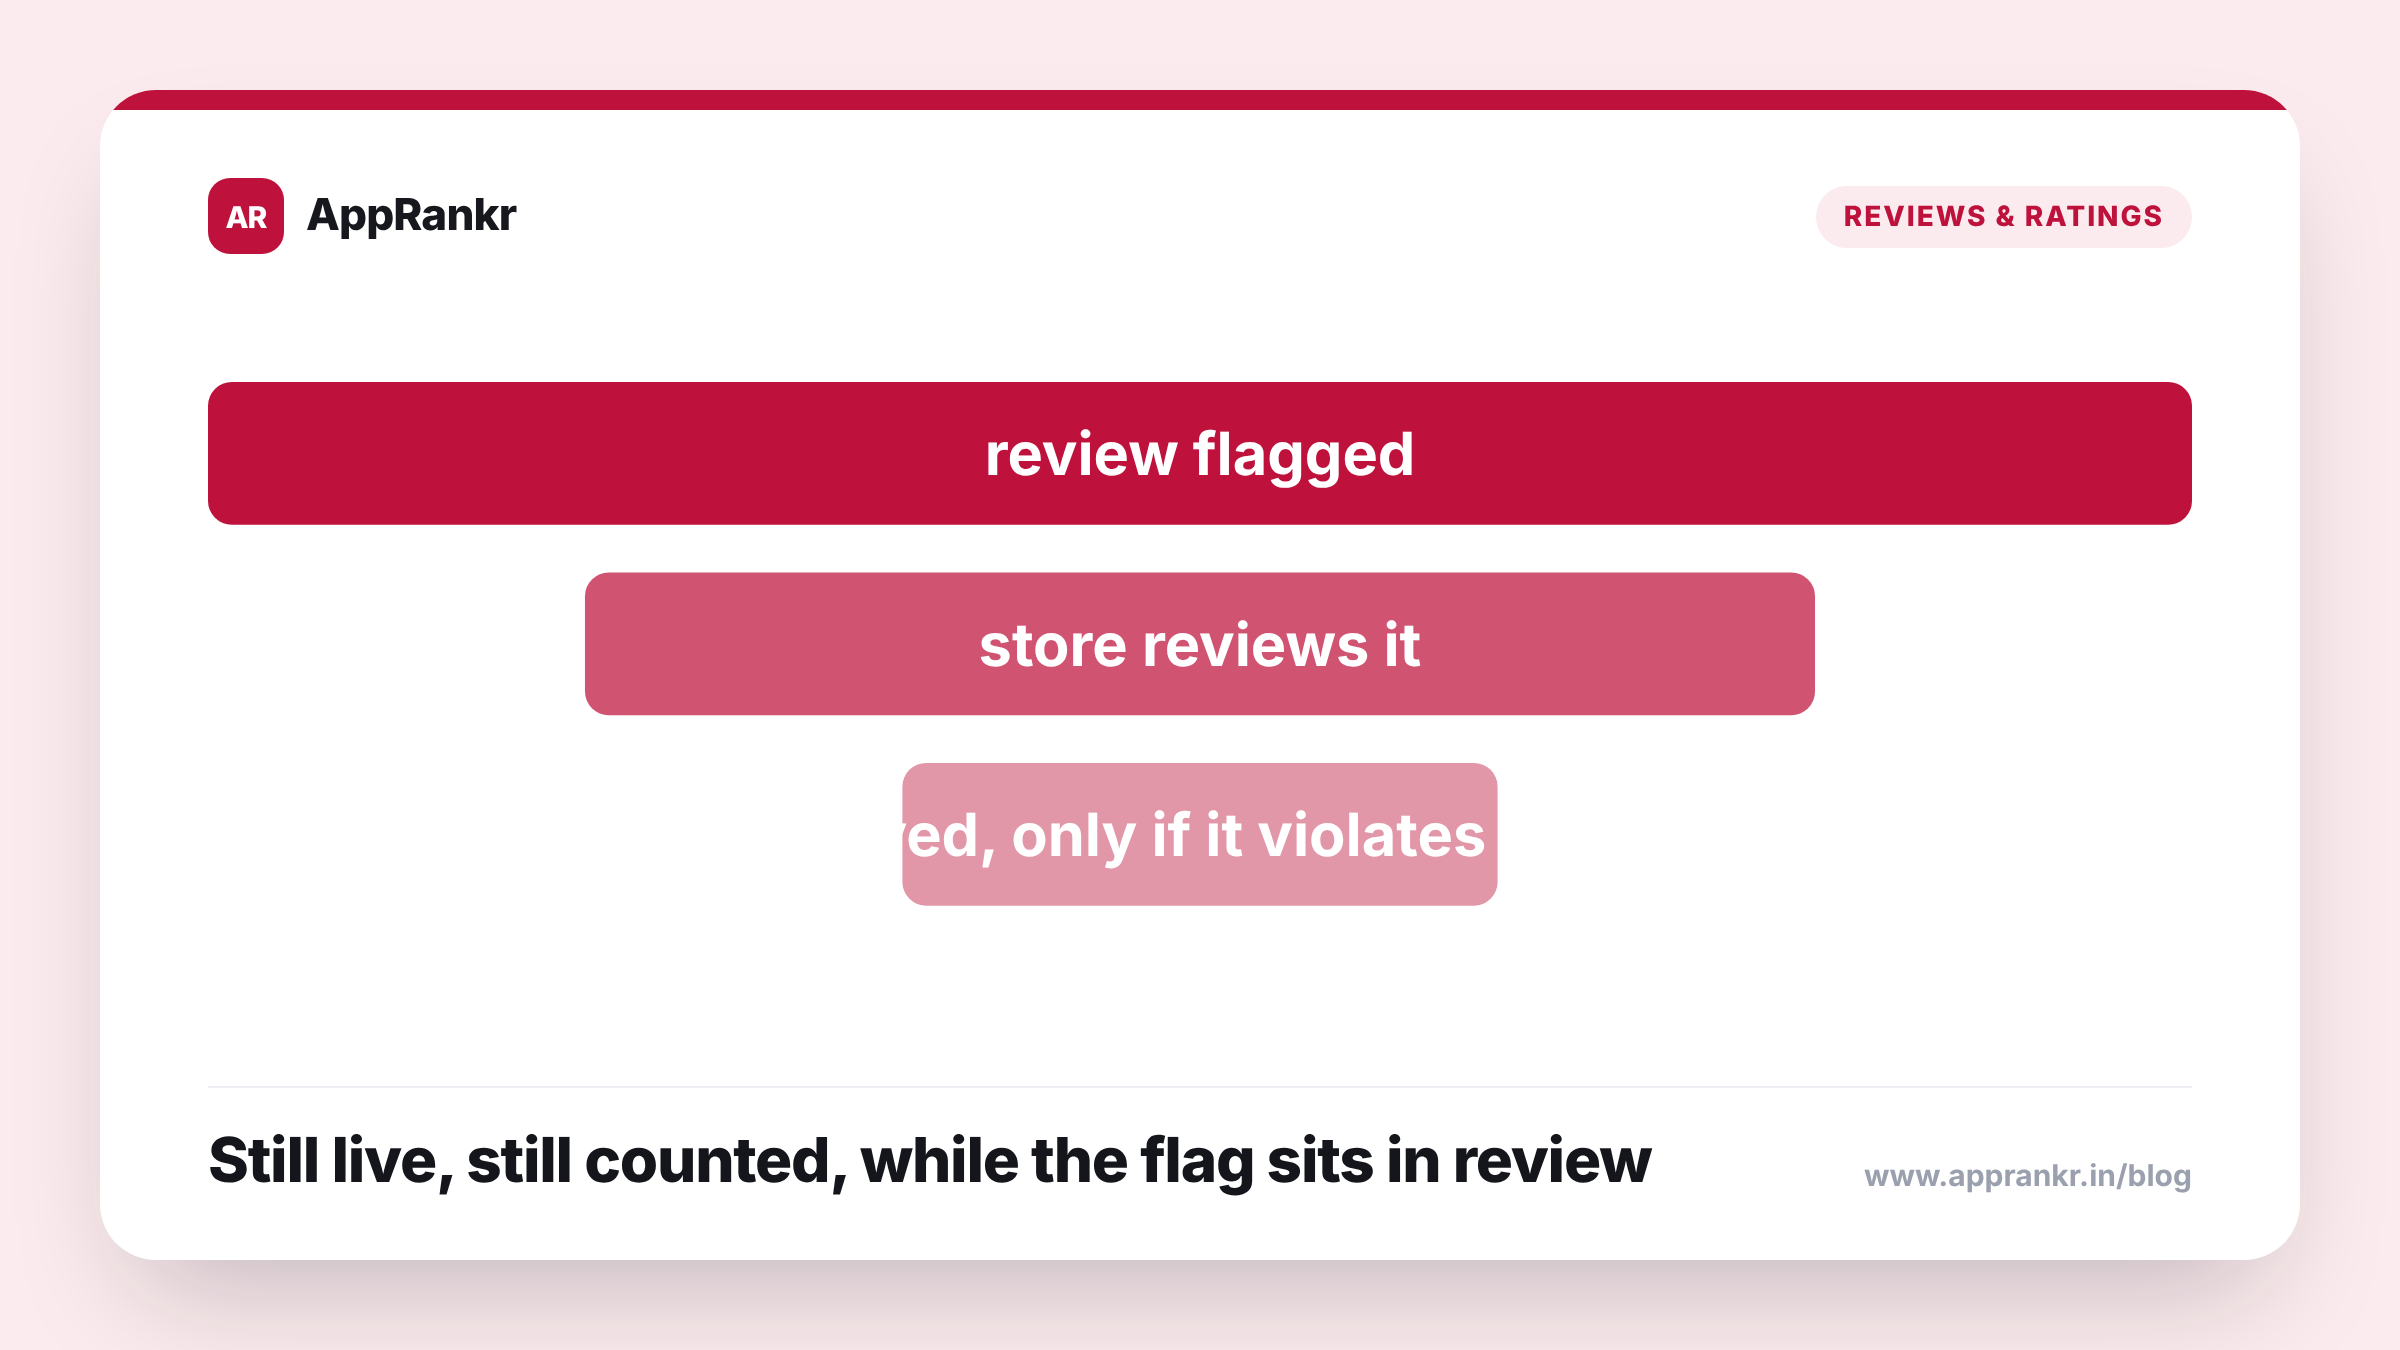 AR AppRankr
REVIEWS & RATINGS
review flagged
store reviews it
ed, only if it violates
Still live, still counted, while the flag sits in review
www.apprankr.in/blog